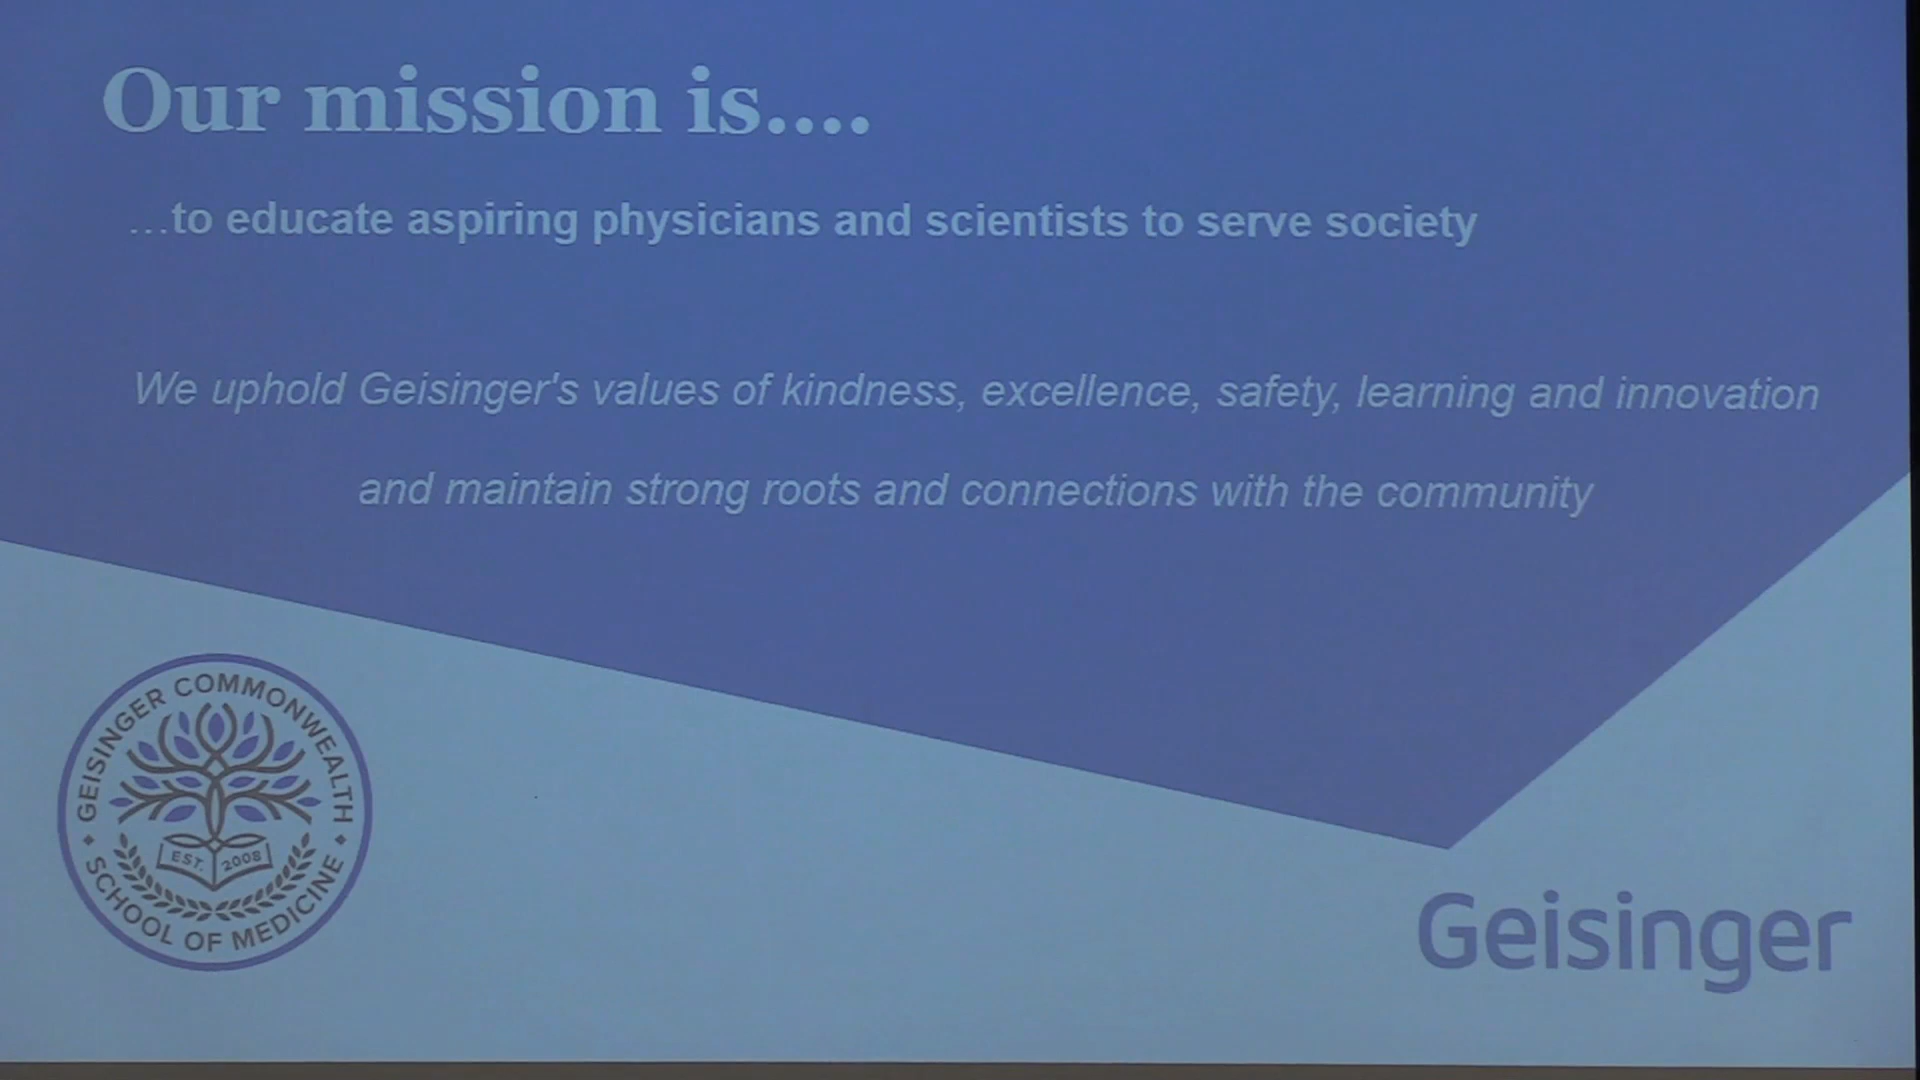 Our mission is....
...to educate aspiring physicians and scientists to serve society
We uphold Geisinger's values of kindness, excellence, safety, learning and innovation
and maintain strong roots and connections with the community
GEISINGER COMMONWEALTH
EST. 2008
SCHOOL OF MEDICINE
Geisinger